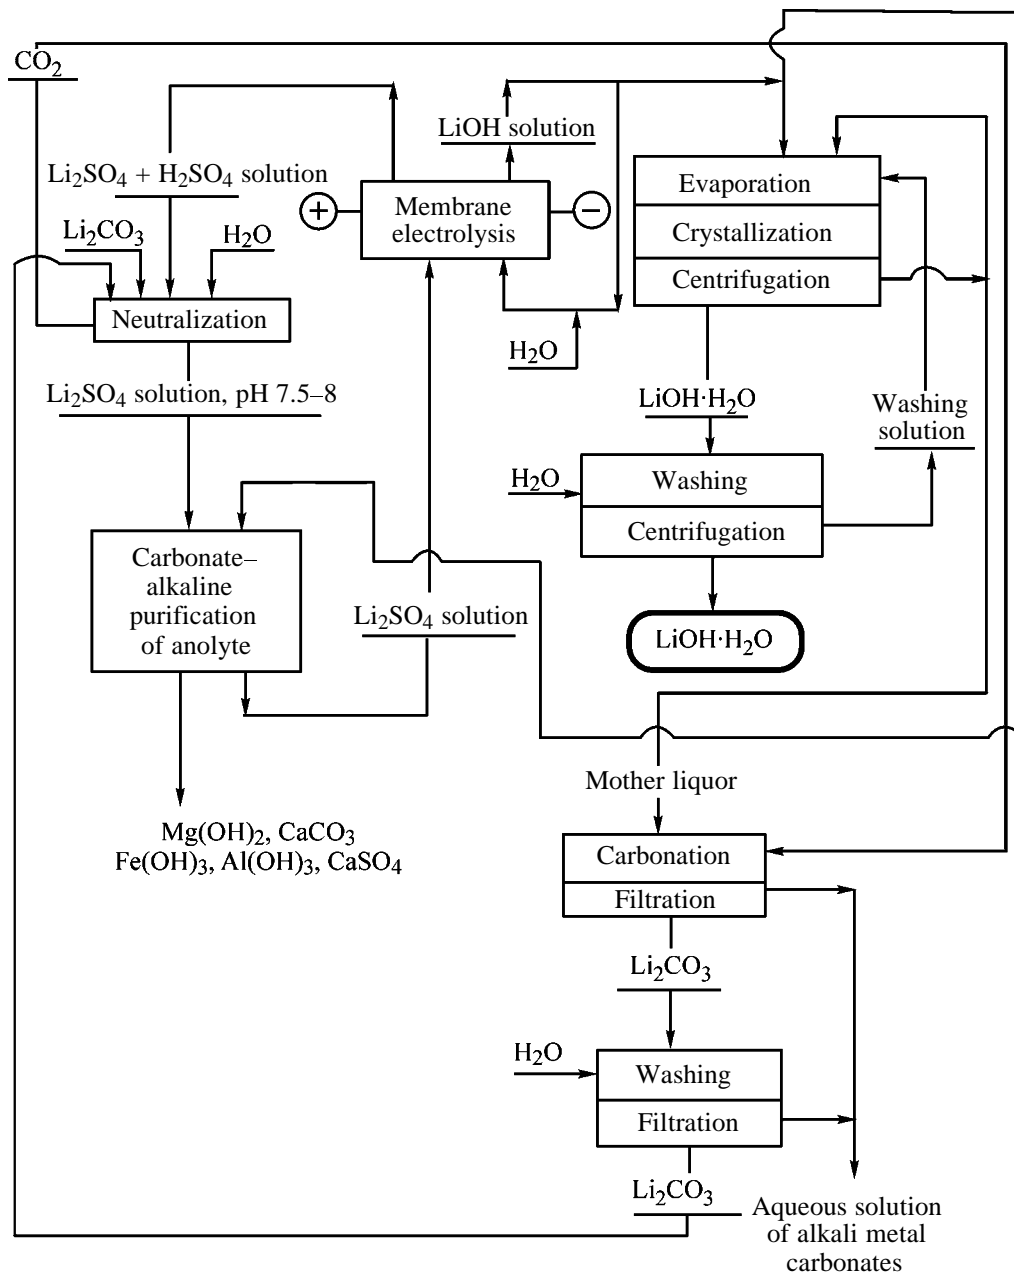 CO₂
LiOH solution
Li₂SO₄ + H₂SO₄ solution
Li₂CO₃
H₂O
+
Membrane
electrolysis
−
Evaporation
Crystallization
Centrifugation
Neutralization
H₂O
Li₂SO₄ solution, pH 7.5–8
LiOH·H₂O
Washing
solution
H₂O
Washing
Centrifugation
Carbonate–
alkaline
purification
of anolyte
Li₂SO₄ solution
LiOH·H₂O
Mother liquor
Mg(OH)₂, CaCO₃
Fe(OH)₃, Al(OH)₃, CaSO₄
Carbonation
Filtration
Li₂CO₃
H₂O
Washing
Filtration
Li₂CO₃
Aqueous solution
of alkali metal
carbonates